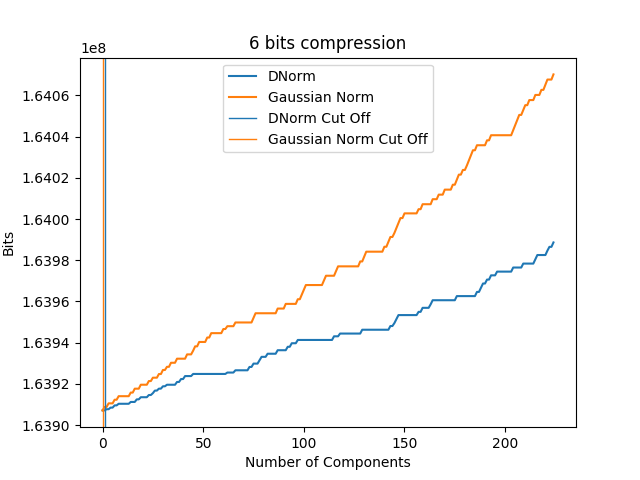 6 bits compression
1e8
DNorm
Gaussian Norm
DNorm Cut Off
Gaussian Norm Cut Off
1.6406
1.6404
1.6402
1.6400
1.6398
1.6396
1.6394
1.6392
1.6390
Bits
0 50 100 150 200
Number of Components